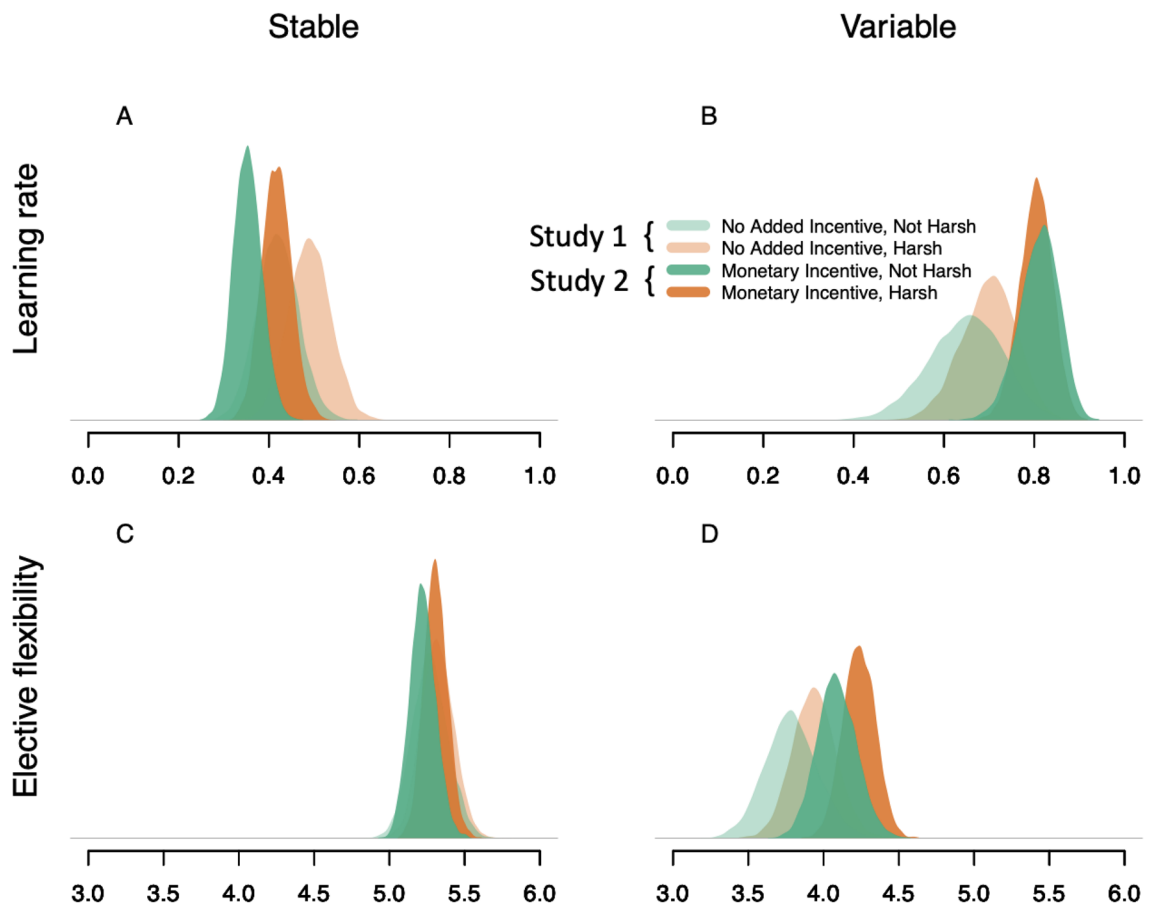 Stable
Variable
A
B
Learning rate
Study 1 {
No Added Incentive, Not Harsh
No Added Incentive, Harsh
Study 2 {
Monetary Incentive, Not Harsh
Monetary Incentive, Harsh
0.0 0.2 0.4 0.6 0.8 1.0
0.0 0.2 0.4 0.6 0.8 1.0
C
D
Elective flexibility
3.0 3.5 4.0 4.5 5.0 5.5 6.0
3.0 3.5 4.0 4.5 5.0 5.5 6.0